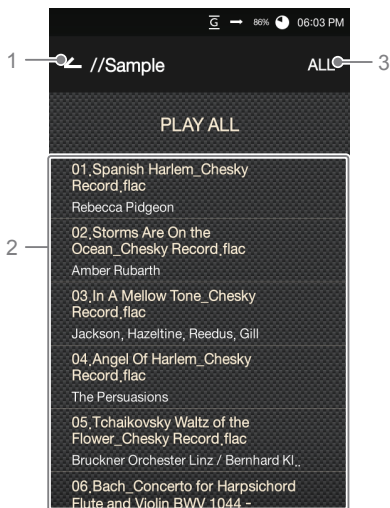 G 86% 06:03 PM
1
//Sample
ALL
3
PLAY ALL
2
01.Spanish Harlem_Chesky
Record.flac
Rebecca Pidgeon
02.Storms Are On the
Ocean_Chesky Record.flac
Amber Rubarth
03.In A Mellow Tone_Chesky
Record.flac
Jackson, Hazeltine, Reedus, Gill
04.Angel Of Harlem_Chesky
Record.flac
The Persuasions
05.Tchaikovsky Waltz of the
Flower_Chesky Record.flac
Bruckner Orchester Linz / Bernhard Kl..
06.Bach_Concerto for Harpsichord
Flute and Violin BWV 1044 -